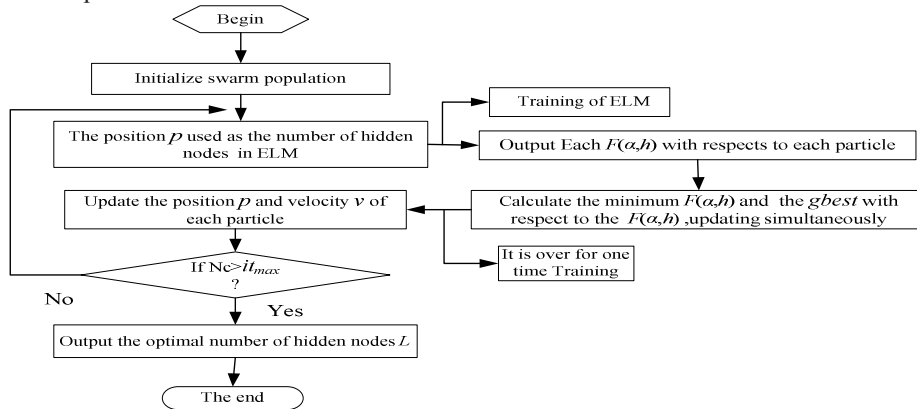 Begin
Initialize swarm population
The position p used as the number of hidden
nodes in ELM
Training of ELM
Output Each F(α,h) with respects to each particle
Calculate the minimum F(α,h) and the gbest with
respect to the F(α,h) ,updating simultaneously
It is over for one
time Training
Update the position p and velocity v of
each particle
If Nc>it_max
?
No
Yes
Output the optimal number of hidden nodes L
The end